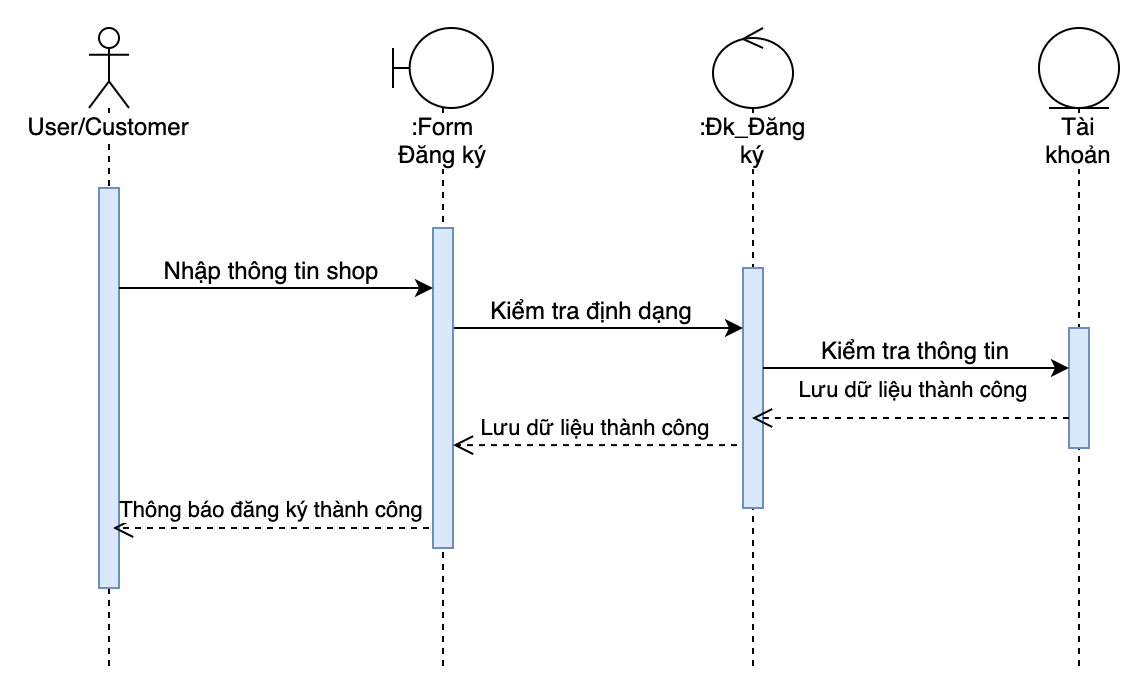 User/Customer
:Form
Đăng ký
:Đk_Đăng
ký
Tài
khoản
Nhập thông tin shop
Kiểm tra định dạng
Kiểm tra thông tin
Lưu dữ liệu thành công
Lưu dữ liệu thành công
Thông báo đăng ký thành công